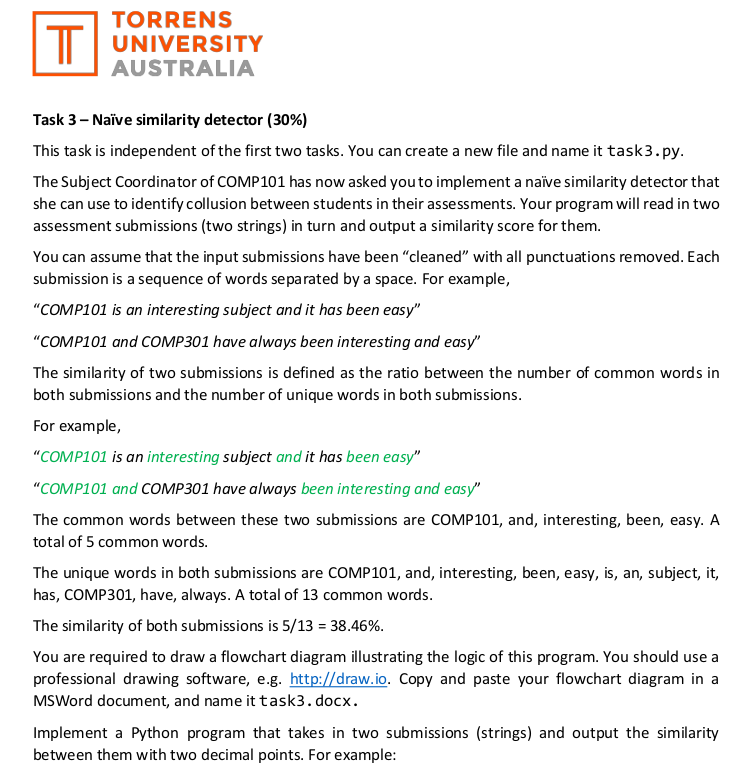 TORRENS
UNIVERSITY
AUSTRALIA
Task 3 – Naïve similarity detector (30%)
This task is independent of the first two tasks. You can create a new file and name it task3.py.
The Subject Coordinator of COMP101 has now asked you to implement a naïve similarity detector that
she can use to identify collusion between students in their assessments. Your program will read in two
assessment submissions (two strings) in turn and output a similarity score for them.
You can assume that the input submissions have been “cleaned” with all punctuations removed. Each
submission is a sequence of words separated by a space. For example,
“COMP101 is an interesting subject and it has been easy”
“COMP101 and COMP301 have always been interesting and easy”
The similarity of two submissions is defined as the ratio between the number of common words in
both submissions and the number of unique words in both submissions.
For example,
“COMP101 is an interesting subject and it has been easy”
“COMP101 and COMP301 have always been interesting and easy”
The common words between these two submissions are COMP101, and, interesting, been, easy. A
total of 5 common words.
The unique words in both submissions are COMP101, and, interesting, been, easy, is, an, subject, it,
has, COMP301, have, always. A total of 13 common words.
The similarity of both submissions is 5/13 = 38.46%.
You are required to draw a flowchart diagram illustrating the logic of this program. You should use a
professional drawing software, e.g. http://draw.io. Copy and paste your flowchart diagram in a
MSWord document, and name it task3.docx.
Implement a Python program that takes in two submissions (strings) and output the similarity
between them with two decimal points. For example: